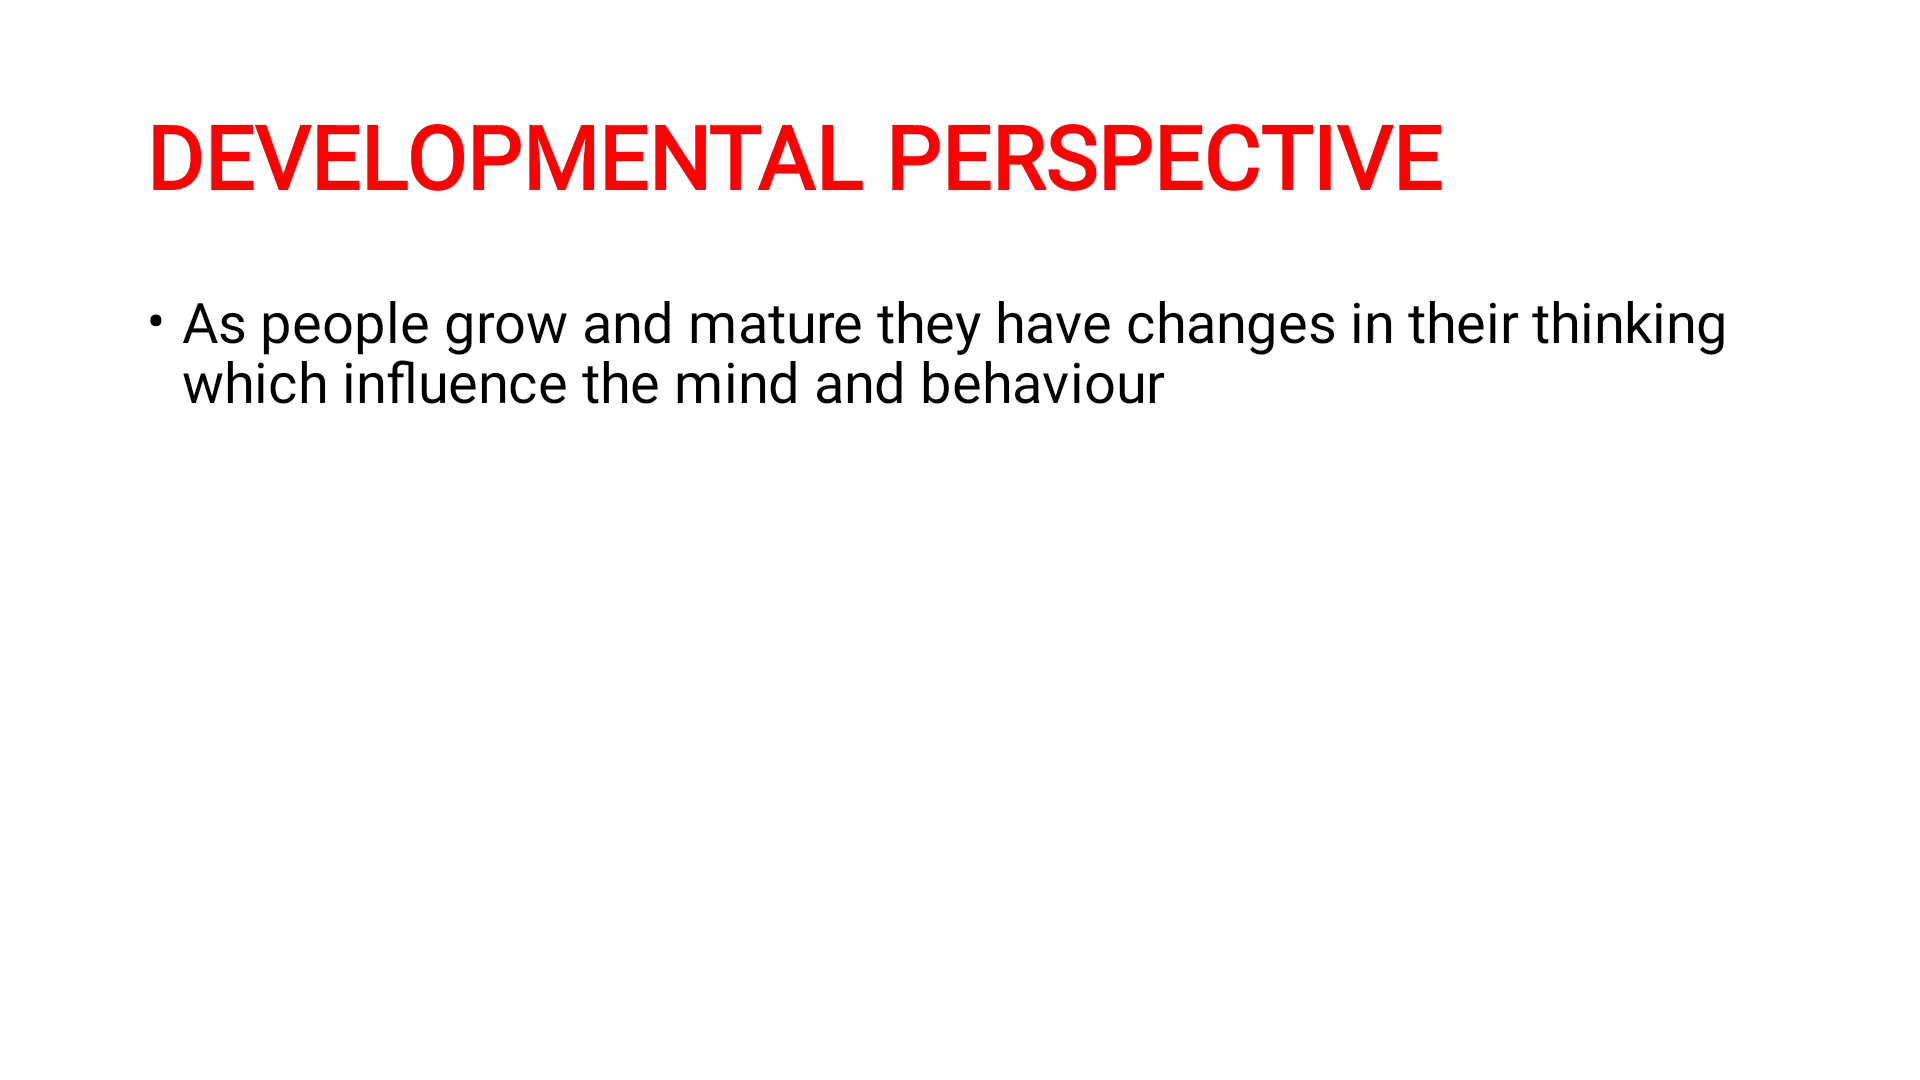 DEVELOPMENTAL PERSPECTIVE
• As people grow and mature they have changes in their thinking
which influence the mind and behaviour